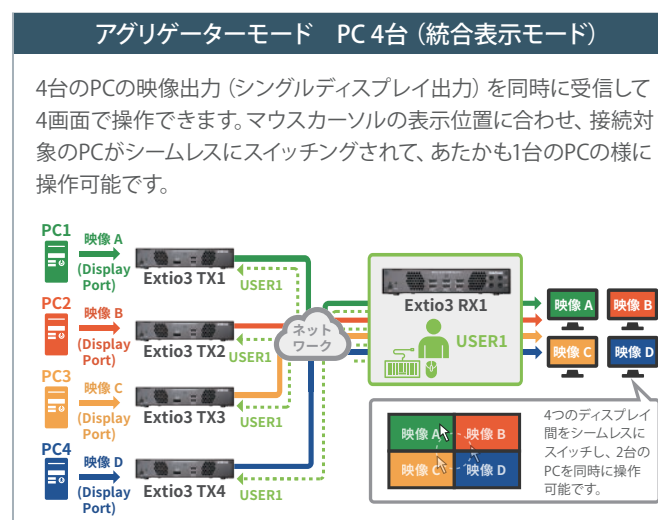 アグリゲーターモード　PC 4台（統合表示モード）
4台のPCの映像出力（シングルディスプレイ出力）を同時に受信して
4画面で操作できます。マウスカーソルの表示位置に合わせ、接続対
象のPCがシームレスにスイッチングされて、あたかも1台のPCの様に
操作可能です。
PC1
映像 A
(Display
Port)
Extio3 TX1
USER1
PC2
映像 B
(Display
Port)
Extio3 TX2
USER1
PC3
映像 C
(Display
Port)
Extio3 TX3
USER1
PC4
映像 D
(Display
Port)
Extio3 TX4
USER1
ネット
ワーク
Extio3 RX1
USER1
映像 A
映像 B
映像 C
映像 D
映像 A
映像 B
映像 C
映像 D
4つのディスプレイ
間をシームレスに
スイッチし、2台の
PCを同時に操作
可能です。